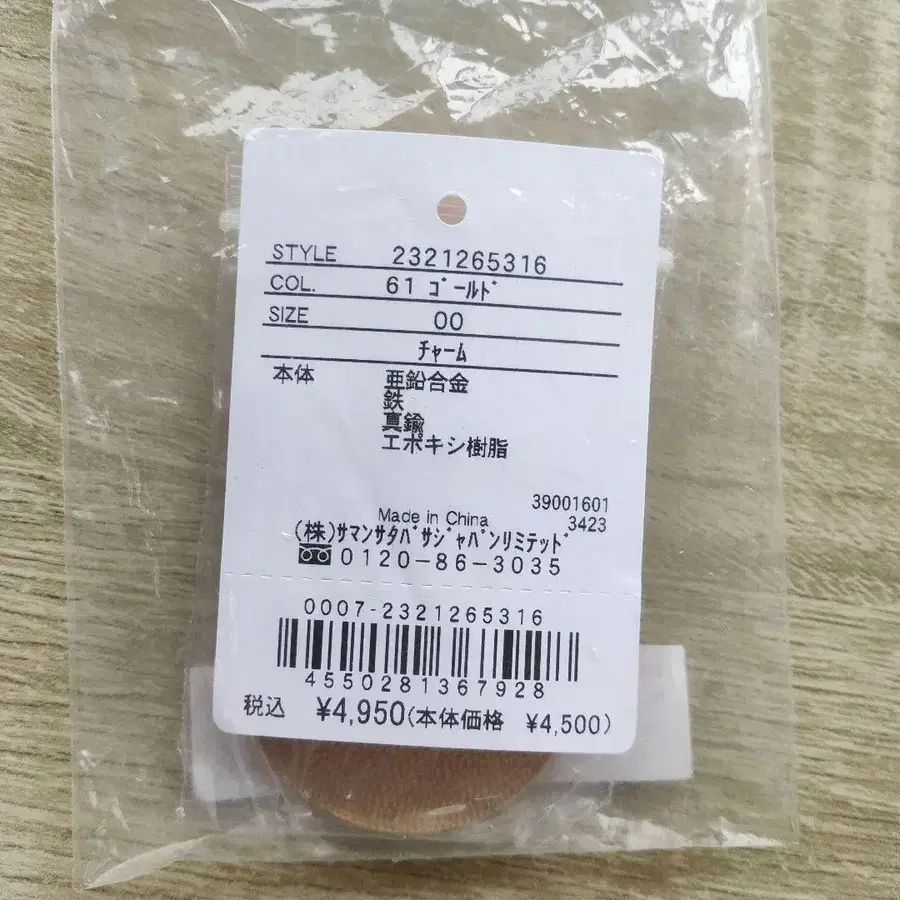 STYLE 2321265316
COL. 61 ｺﾞｰﾙﾄﾞ
SIZE 00
ﾁｬｰﾑ
本体 亜鉛合金
鉄
真鍮
エポキシ樹脂
39001601
Made in China 3423
(株)ｻﾏﾝｻﾀﾊﾞｻｼﾞｬﾊﾟﾝﾘﾐﾃｯﾄﾞ
0120-86-3035
0007-2321265316
4550281367928
税込 ¥4,950(本体価格 ¥4,500)